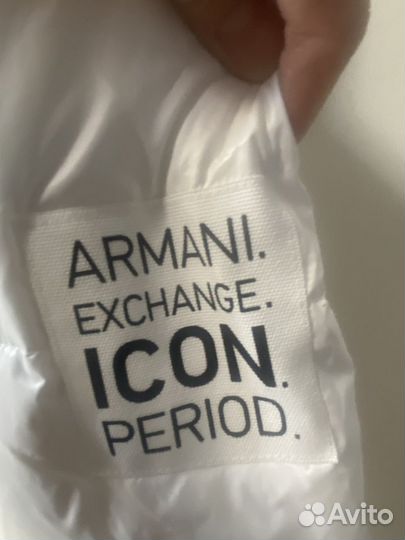 ARMANI.
EXCHANGE.
ICON.
PERIOD.
Avito